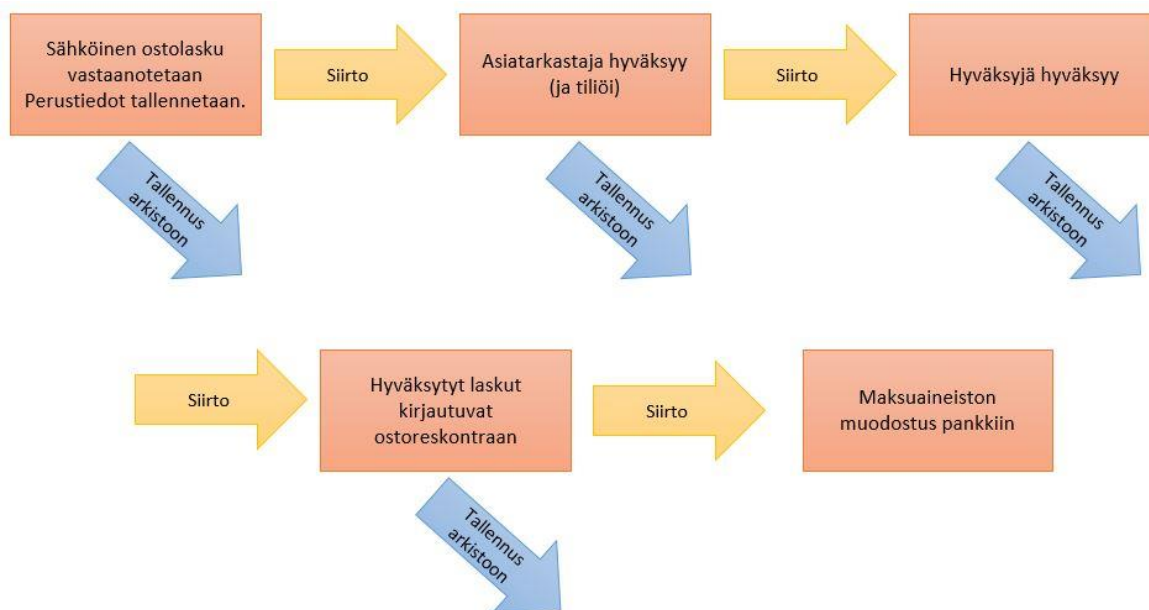 Sähköinen ostolasku
vastaanotetaan
Perustiedot tallennetaan.
Siirto
Asiatarkastaja hyväksyy
(ja tiliöi)
Siirto
Hyväksyjä hyväksyy
Tallennus
arkistoon
Tallennus
arkistoon
Tallennus
arkistoon
Siirto
Hyväksytyt laskut
kirjautuvat
ostoreskontraan
Siirto
Maksuaineiston
muodostus pankkiin
Tallennus
arkistoon